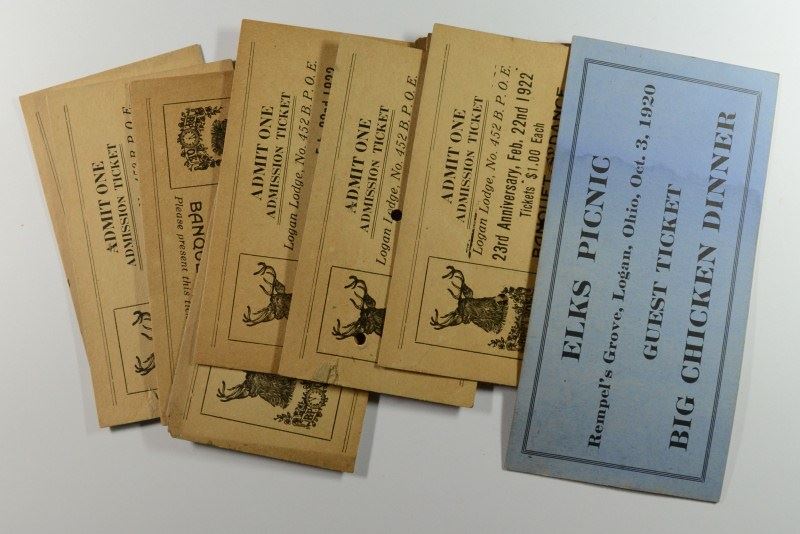 ADMIT ONE
ADMISSION TICKET
BANQUE
Please present this
ADMIT ONE
ADMISSION TICKET
Logan Lodge, No. 452 B. P. O. E.
ADMIT ONE
ADMISSION TICKET
Logan Lodge, No. 452 B. P. O. E.
ADMIT ONE
ADMISSION TICKET
Logan Lodge, No. 452 B. P. O. E.
23rd Anniversary, Feb. 22nd 1922
Tickets $1.00 Each
ELKS PICNIC
Rempel's Grove, Logan, Ohio, Oct. 3, 1920
GUEST TICKET
BIG CHICKEN DINNER